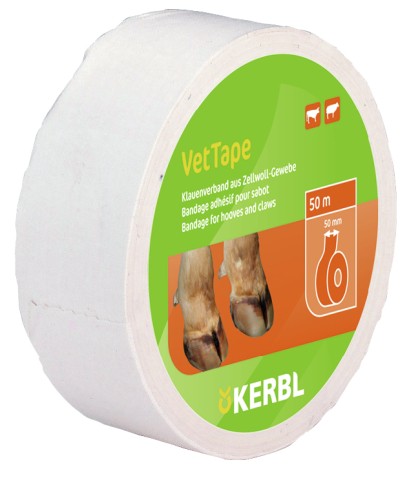 VetTape
Klauenverband aus Zellwoll-Gewebe
Bandage adhésif pour sabot
Bandage for hooves and claws
50 m
50 mm
KERBL